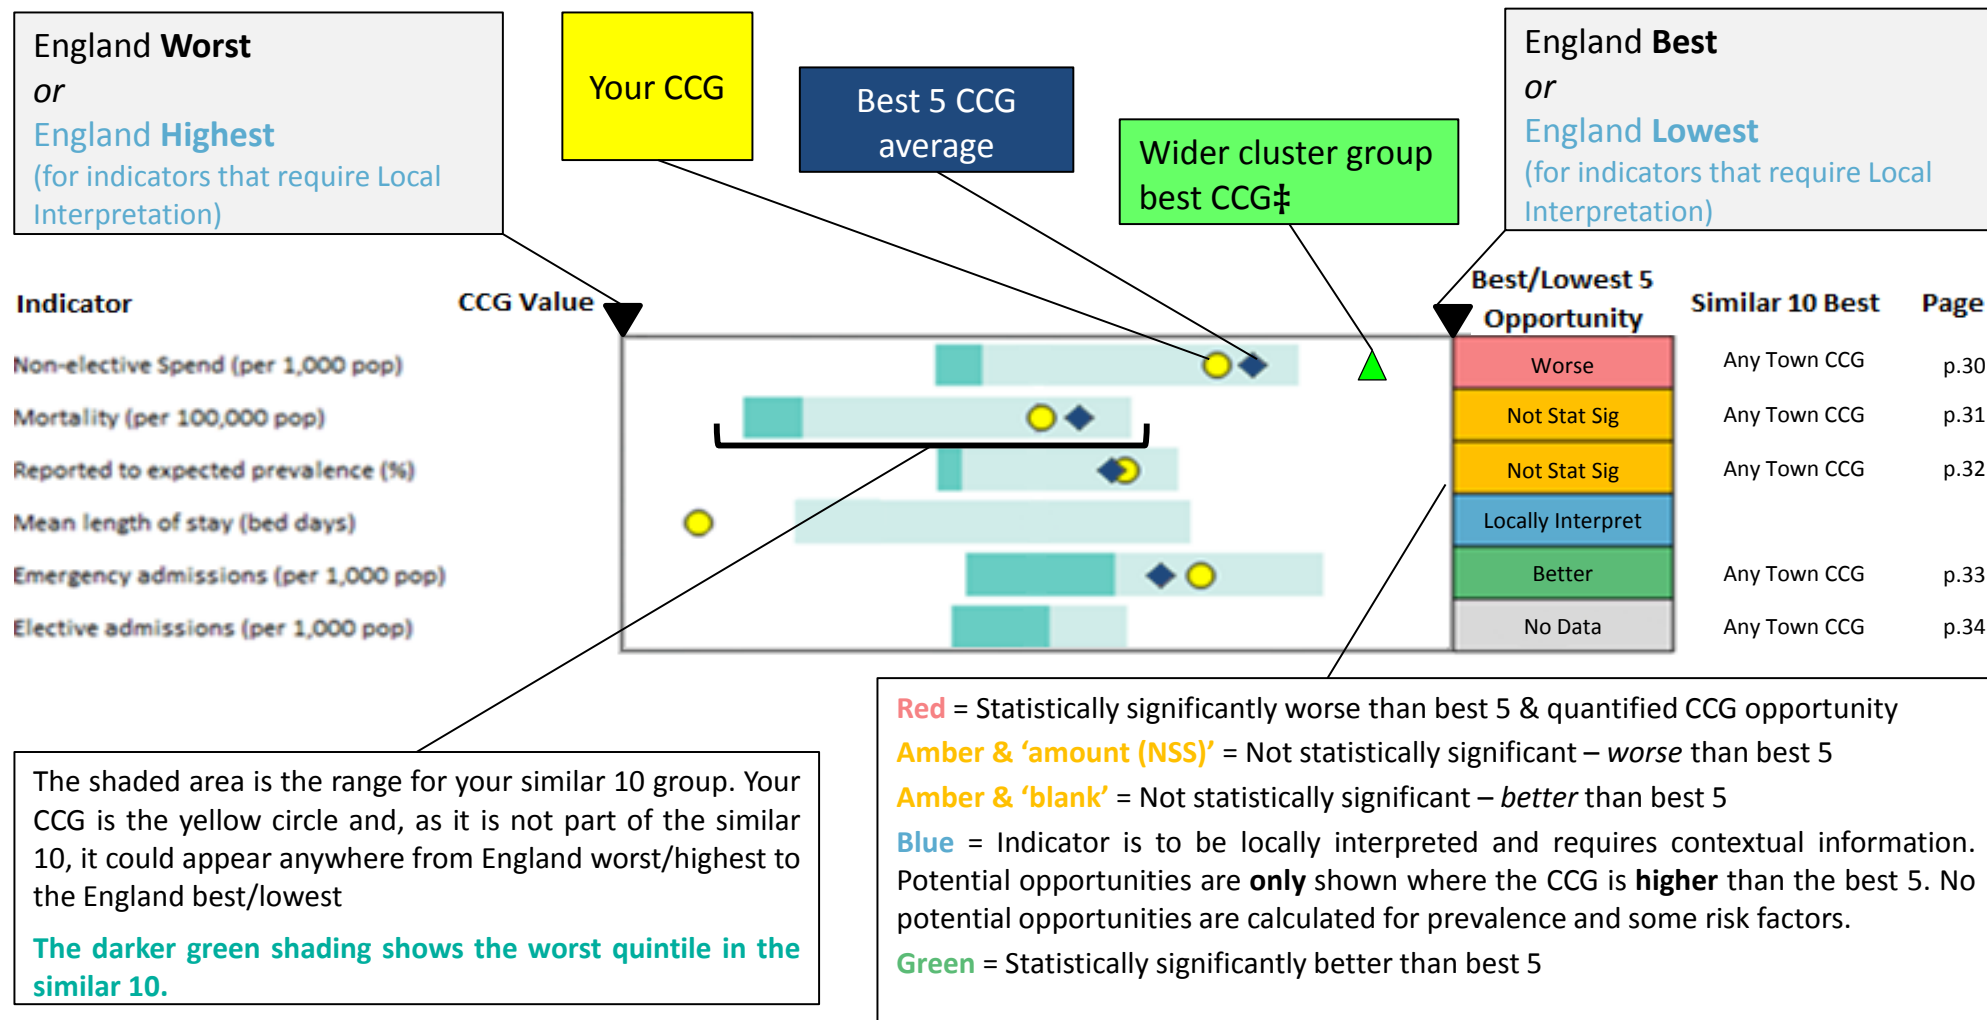 England Worst
or
England Highest
(for indicators that require Local
Interpretation)
Your CCG
Best 5 CCG
average
Wider cluster group
best CCG‡
England Best
or
England Lowest
(for indicators that require Local
Interpretation)
Indicator
CCG Value
Best/Lowest 5
Opportunity
Similar 10 Best
Page
Non-elective Spend (per 1,000 pop)
Worse
Any Town CCG
p.30
Mortality (per 100,000 pop)
Not Stat Sig
Any Town CCG
p.31
Reported to expected prevalence (%)
Not Stat Sig
Any Town CCG
p.32
Mean length of stay (bed days)
Locally Interpret
Emergency admissions (per 1,000 pop)
Better
Any Town CCG
p.33
Elective admissions (per 1,000 pop)
No Data
Any Town CCG
p.34
The shaded area is the range for your similar 10 group. Your
CCG is the yellow circle and, as it is not part of the similar
10, it could appear anywhere from England worst/highest to
the England best/lowest
The darker green shading shows the worst quintile in the
similar 10.
Red = Statistically significantly worse than best 5 & quantified CCG opportunity
Amber & ‘amount (NSS)’ = Not statistically significant – worse than best 5
Amber & ‘blank’ = Not statistically significant – better than best 5
Blue = Indicator is to be locally interpreted and requires contextual information.
Potential opportunities are only shown where the CCG is higher than the best 5. No
potential opportunities are calculated for prevalence and some risk factors.
Green = Statistically significantly better than best 5